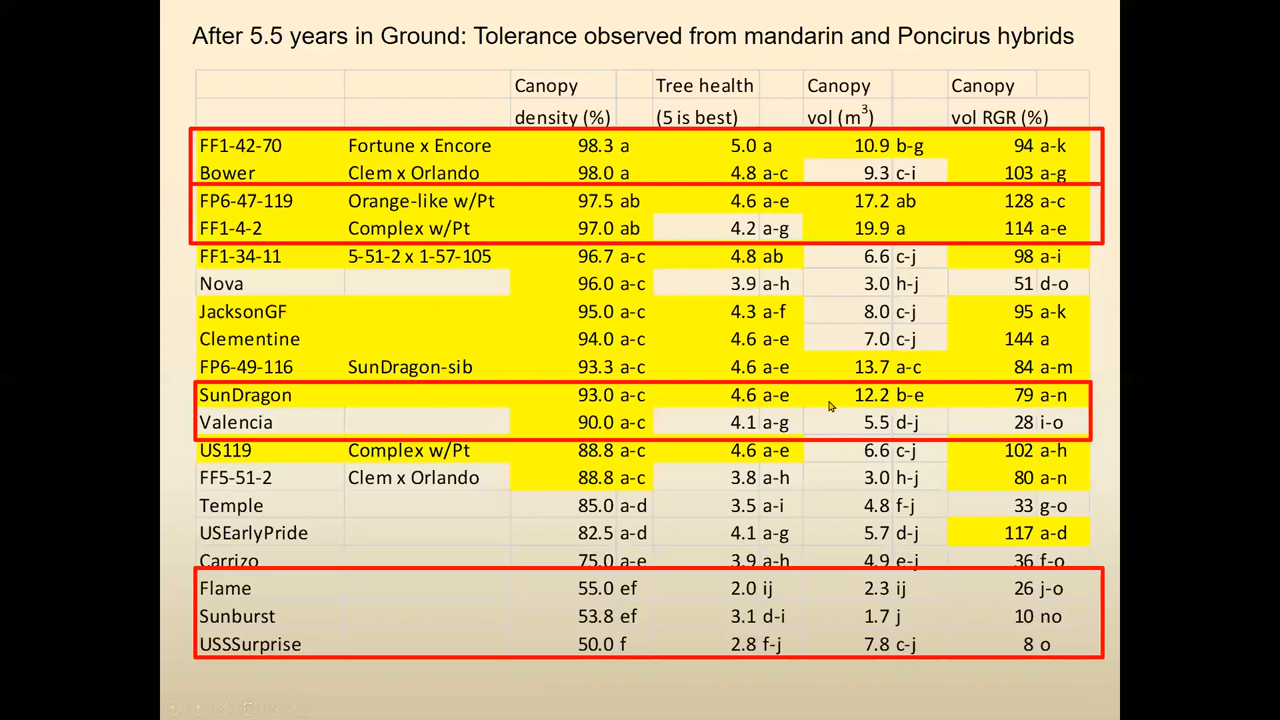 After 5.5 years in Ground: Tolerance observed from mandarin and Poncirus hybrids
Canopy Tree health Canopy Canopy
density (%) (5 is best) vol (m³) vol RGR (%)
FF1-42-70 Fortune x Encore 98.3 a 5.0 a 10.9 b-g 94 a-k
Bower Clem x Orlando 98.0 a 4.8 a-c 9.3 c-i 103 a-g
FP6-47-119 Orange-like w/Pt 97.5 ab 4.6 a-e 17.2 ab 128 a-c
FF1-4-2 Complex w/Pt 97.0 ab 4.2 a-g 19.9 a 114 a-e
FF1-34-11 5-51-2 x 1-57-105 96.7 a-c 4.8 ab 6.6 c-j 98 a-i
Nova 96.0 a-c 3.9 a-h 3.0 h-j 51 d-o
JacksonGF 95.0 a-c 4.3 a-f 8.0 c-j 95 a-k
Clementine 94.0 a-c 4.6 a-e 7.0 c-j 144 a
FP6-49-116 SunDragon-sib 93.3 a-c 4.6 a-e 13.7 a-c 84 a-m
SunDragon 93.0 a-c 4.6 a-e 12.2 b-e 79 a-n
Valencia 90.0 a-c 4.1 a-g 5.5 d-j 28 i-o
US119 Complex w/Pt 88.8 a-c 4.6 a-e 6.6 c-j 102 a-h
FF5-51-2 Clem x Orlando 88.8 a-c 3.8 a-h 3.0 h-j 80 a-n
Temple 85.0 a-d 3.5 a-i 4.8 f-j 33 g-o
USEarlyPride 82.5 a-d 4.1 a-g 5.7 d-j 117 a-d
Carrizo 75.0 a-e 3.9 a-h 4.9 e-j 36 f-o
Flame 55.0 ef 2.0 ij 2.3 ij 26 j-o
Sunburst 53.8 ef 3.1 d-i 1.7 j 10 no
USSSurprise 50.0 f 2.8 f-j 7.8 c-j 8 o